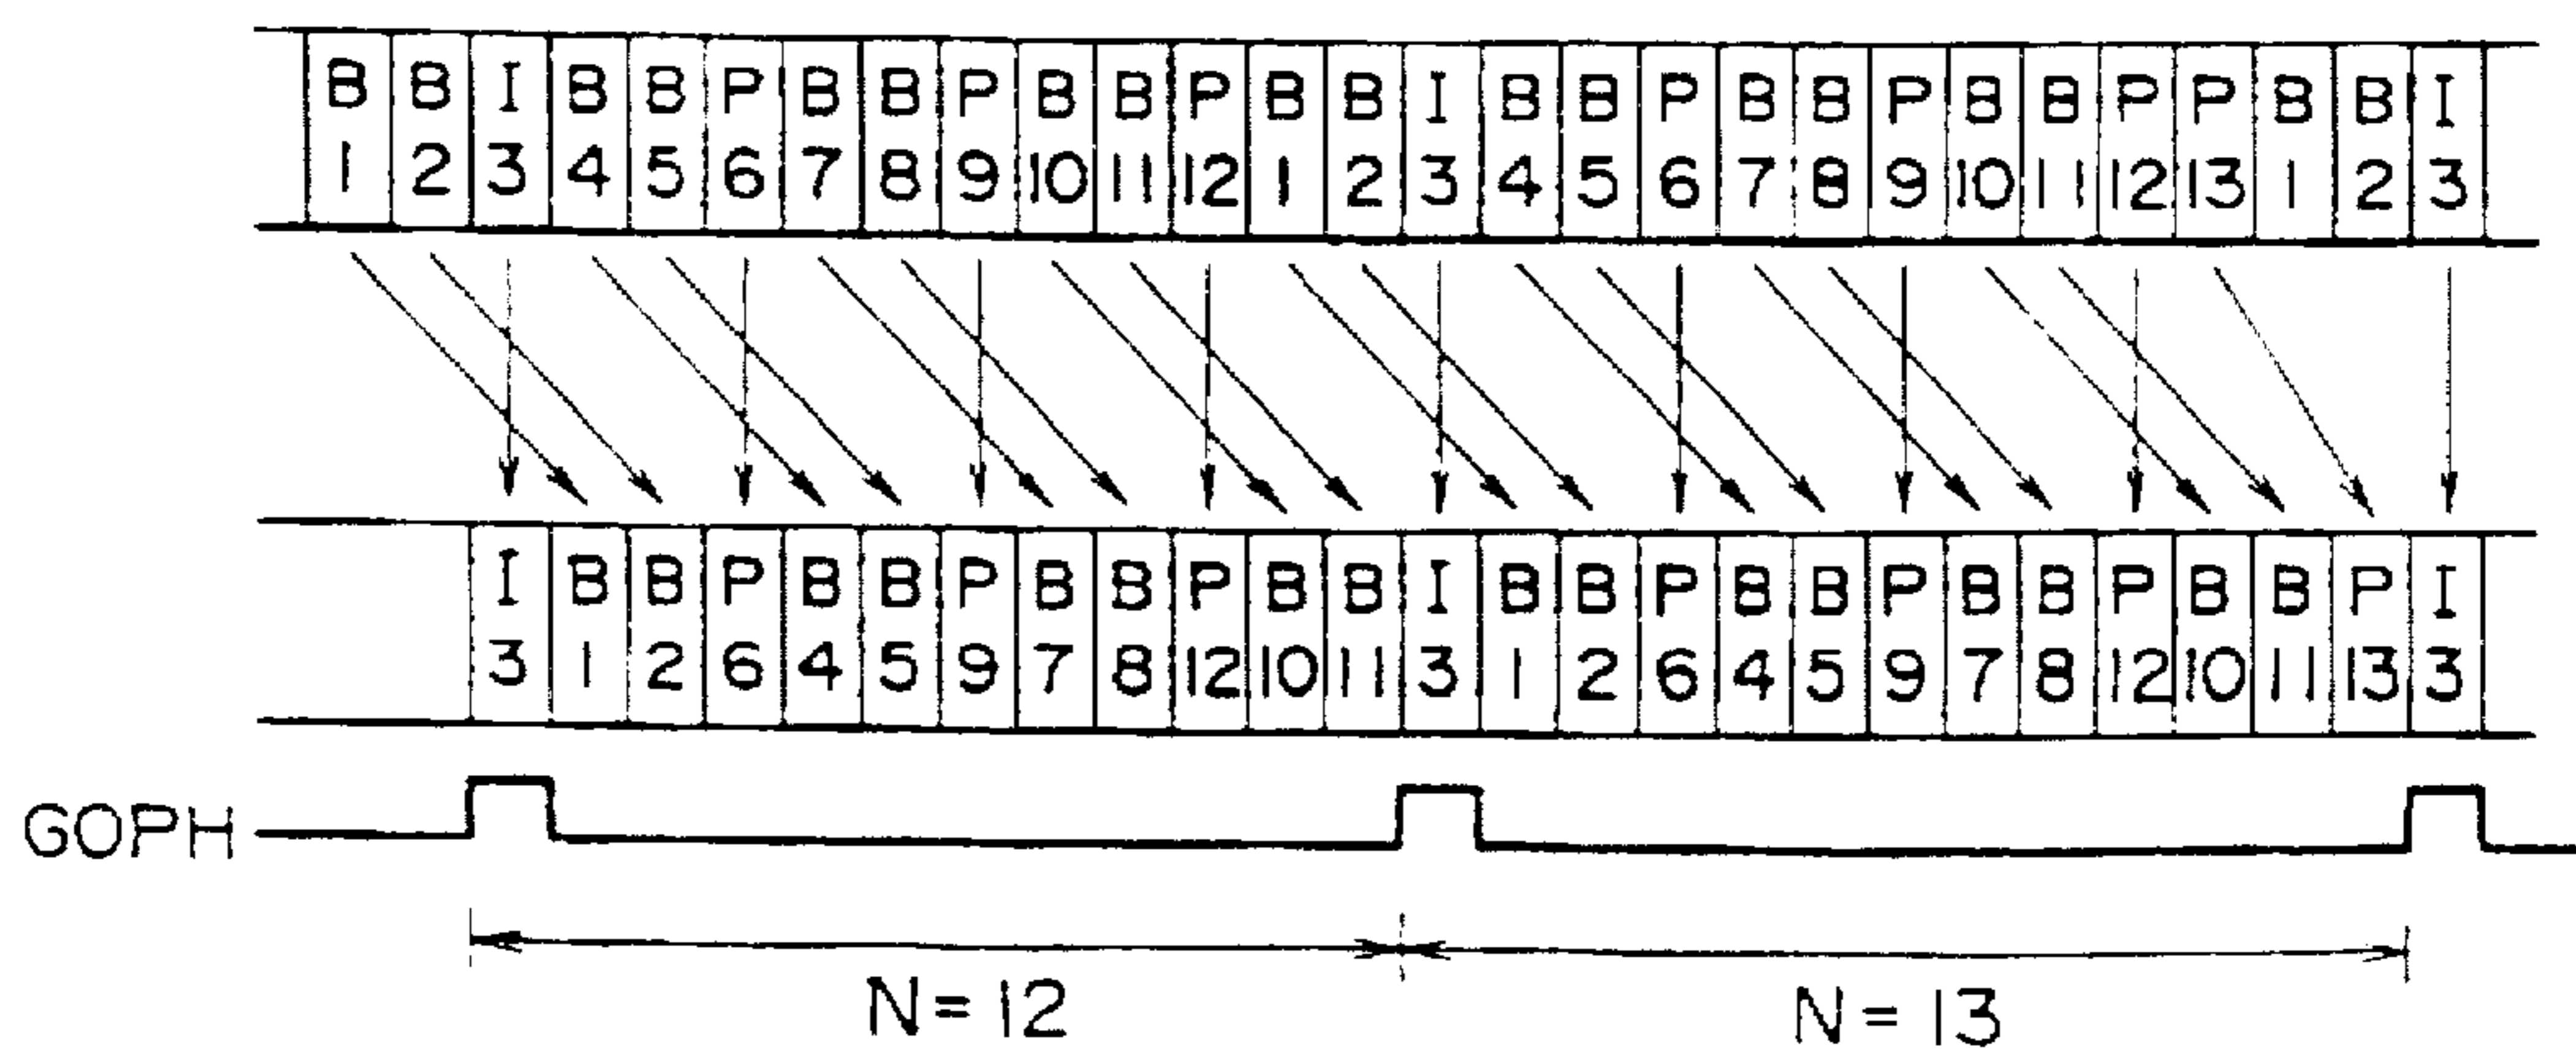 B B I B B P B B P B B P B B I B B P B B P B B P P B B I
1 2 3 4 5 6 7 8 9 10 11 12 1 2 3 4 5 6 7 8 9 10 11 12 13 1 2 3
I B B P B B P B B P B B I B B P B B P B B P B B P I
3 1 2 6 4 5 9 7 8 12 10 11 3 1 2 6 4 5 9 7 8 12 10 11 13 3
GOPH
N=12 N=13